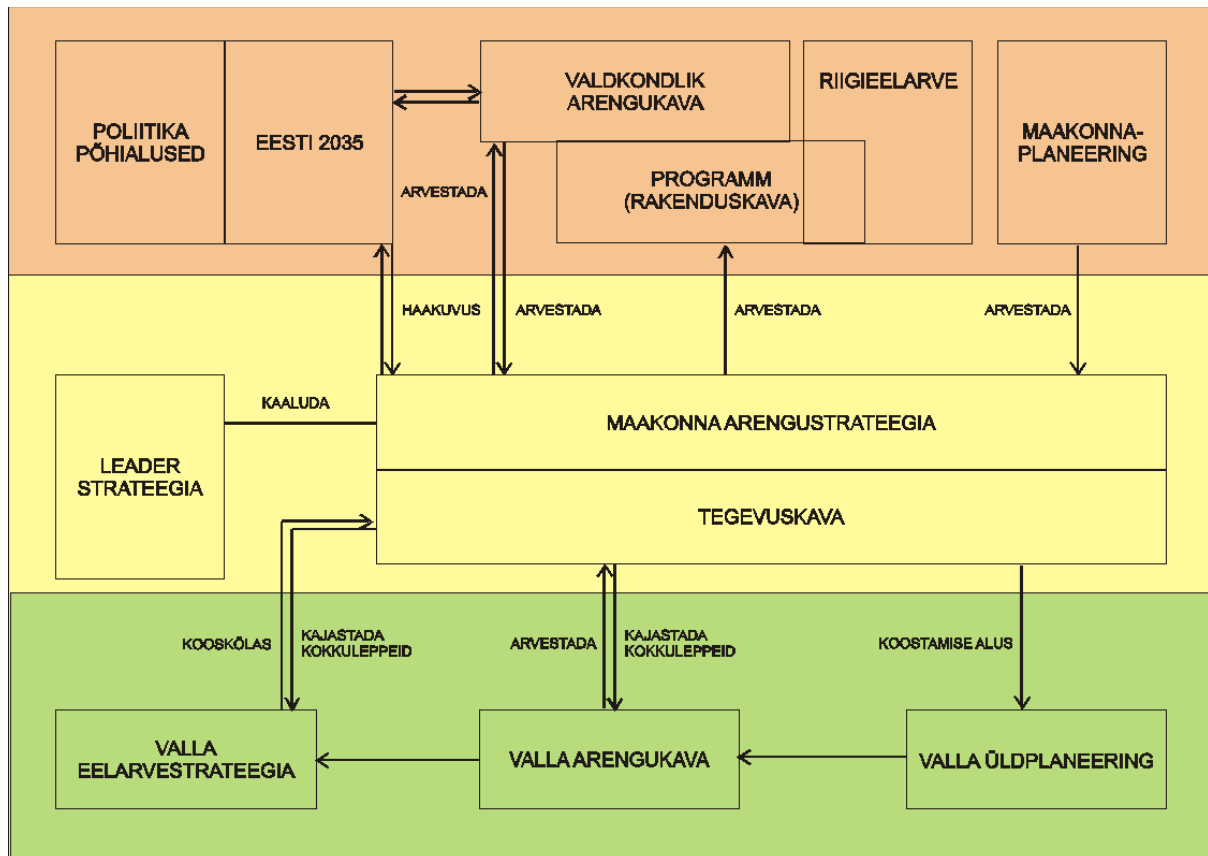 POLIITIKA
PÕHIALUSED
EESTI 2035
VALDKONDLIK
ARENGUKAVA
RIIGIEELARVE
MAAKONNA-
PLANEERING
PROGRAMM
(RAKENDUSKAVA)
ARVESTADA
HAAKUVUS
ARVESTADA
ARVESTADA
ARVESTADA
LEADER
STRATEEGIA
KAALUDA
MAAKONNA ARENGUSTRATEEGIA
TEGEVUSKAVA
KOOSKÕLAS
KAJASTADA
KOKKULEPPEID
ARVESTADA
KAJASTADA
KOKKULEPPEID
KOOSTAMISE ALUS
VALLA
EELARVESTRATEEGIA
VALLA ARENGUKAVA
VALLA ÜLDPLANEERING